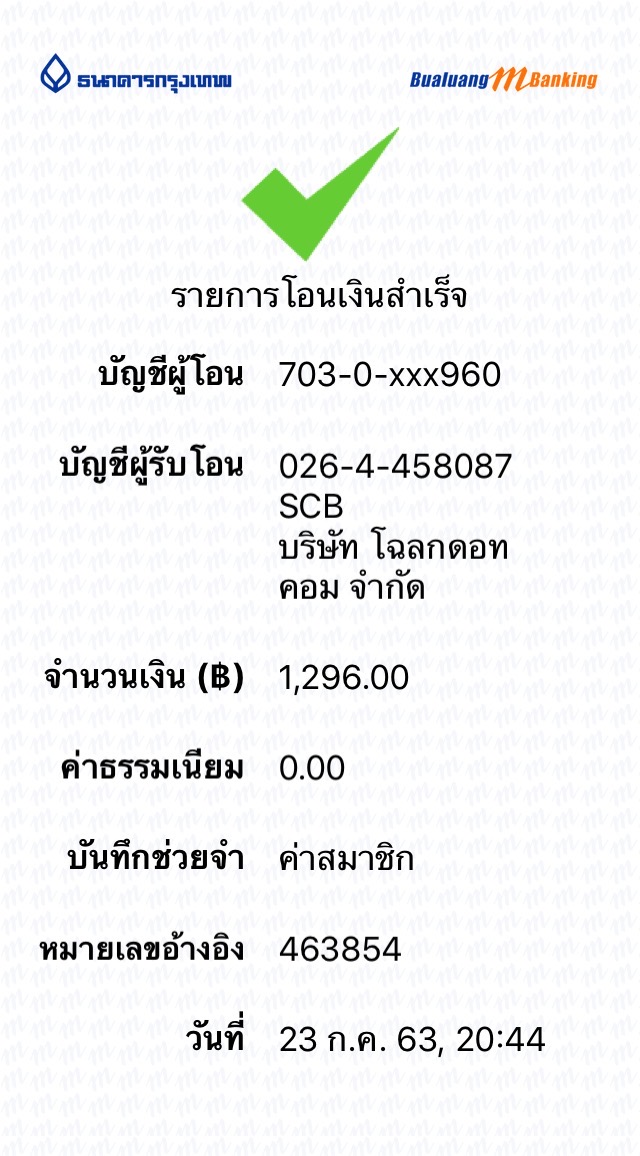 ธนาคารกรุงเทพ
Bualuang mBanking
รายการโอนเงินสำเร็จ
บัญชีผู้โอน 703-0-xxx960
บัญชีผู้รับโอน 026-4-458087
SCB
บริษัท โฉลกดอท
คอม จำกัด
จำนวนเงิน (฿) 1,296.00
ค่าธรรมเนียม 0.00
บันทึกช่วยจำ ค่าสมาชิก
หมายเลขอ้างอิง 463854
วันที่ 23 ก.ค. 63, 20:44